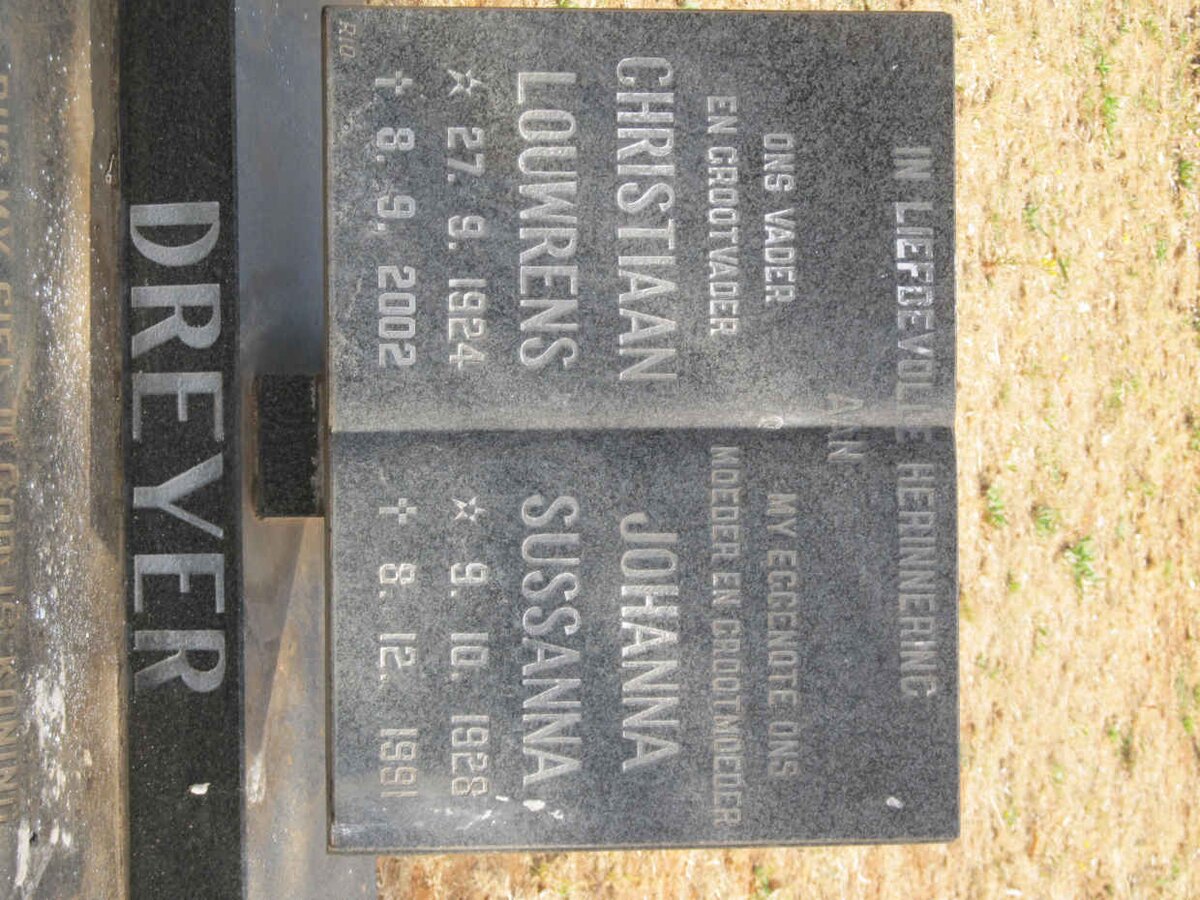 IN LIEFDEVOLLE HERINNERING
AAN
ONS VADER
EN GROOTVADER
CHRISTIAAN
LOUWRENS
27. 9. 1924
8. 9. 2002
RIO
MY EGGENOTE ONS
MOEDER EN GROOTMOEDER
JOHANNA
SUSSANNA
9. 10. 1928
8. 12. 1991
DREYER